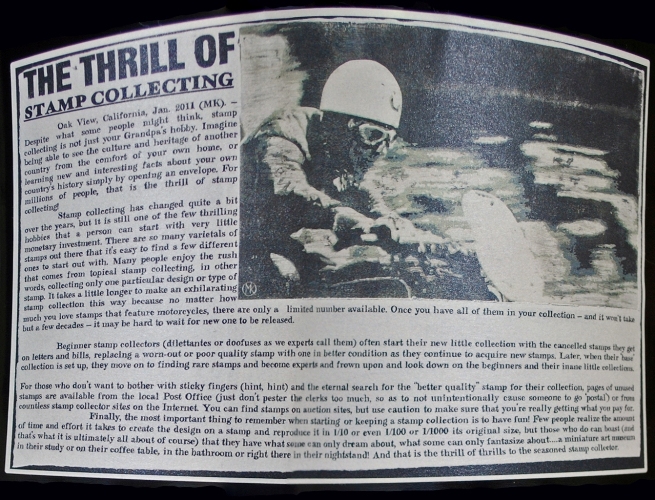 THE THRILL OF
STAMP COLLECTING
Oak View, California, Jan. 2011 (MK). –
Despite what some people might think, stamp
collecting is not just your Grandpa's hobby. Imagine
being able to see the culture and heritage of another
country from the comfort of your own home, or
learning new and interesting facts about your own
country's history simply by opening an envelope. For
millions of people, that is the thrill of stamp
collecting!
Stamp collecting has changed quite a bit
over the years, but it is still one of the few thrilling
hobbies that a person can start with very little
monetary investment. There are so many varietals of
stamps out there that it's easy to find a few different
ones to start out with. Many people enjoy the rush
that comes from topical stamp collecting, in other
words, collecting only one particular design or type of
stamp. It takes a little longer to make an exhilarating
stamp collection this way because no matter how
much you love stamps that feature motorcycles, there are only a limited number available. Once you have all of them in your collection – and it won't take
but a few decades – it may be hard to wait for new one to be released.
Beginner stamp collectors (dilettantes or doofuses as we experts call them) often start their new little collection with the cancelled stamps they get
on letters and bills, replacing a worn-out or poor quality stamp with one in better condition as they continue to acquire new stamps. Later, when their "base"
collection is set up, they move on to finding rare stamps and become experts and frown upon and look down on the beginners and their inane little collections.
For those who don't want to bother with sticky fingers (hint, hint) and the eternal search for the "better quality" stamp for their collection, pages of unused
stamps are available from the local Post Office (just don't pester the clerks too much, so as to not unintentionally cause someone to go 'postal') or from
countless stamp collector sites on the Internet. You can find stamps on auction sites, but use caution to make sure that you're really getting what you pay for.
Finally, the most important thing to remember when starting or keeping a stamp collection is to have fun! Few people realize the amount
of time and effort it takes to create the design on a stamp and reproduce it in 1/10 or even 1/100 or 1/1000 its original size, but those who do can boast (and
that's what it is ultimately all about of course) that they have what some can only dream about, what some can fantasize about...a miniature art museum
in their study or on their coffee table, in the bathroom or right there in their nightstand! And that is the thrill of thrills to the seasoned stamp collector.